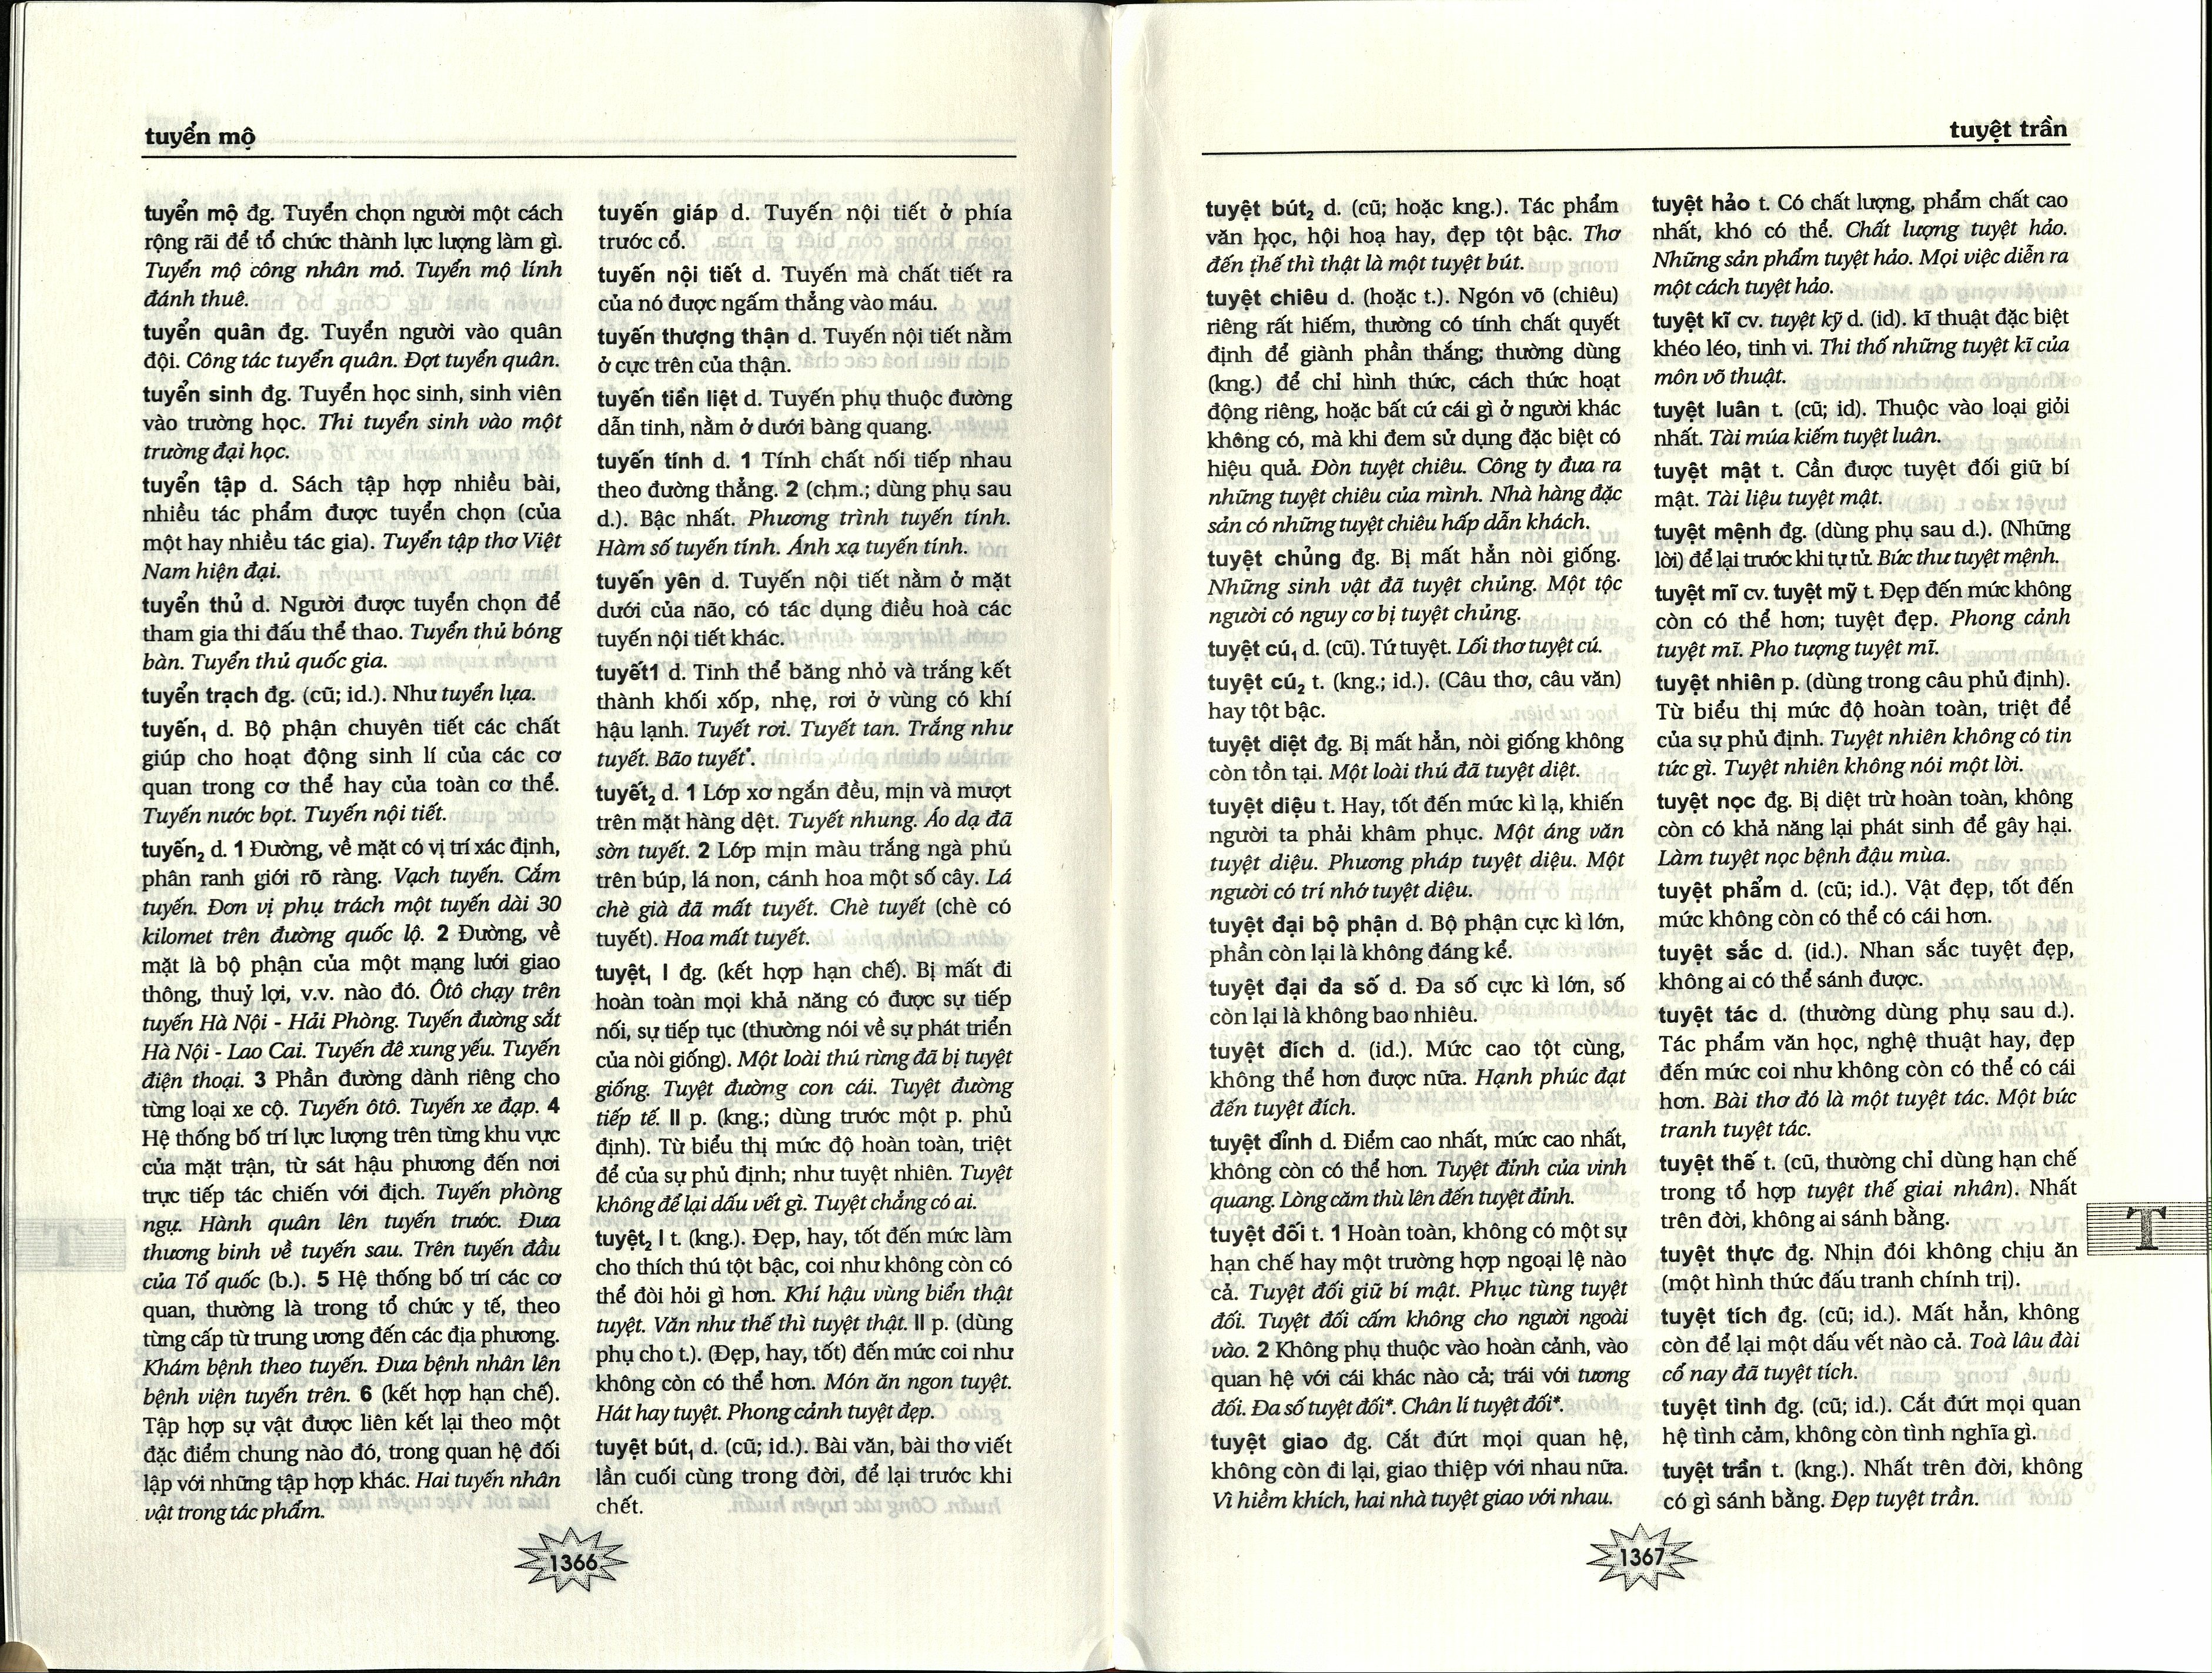 tuyển mộ
tuyển mộ đg. Tuyển chọn người một cách
rộng rãi để tổ chức thành lực lượng làm gì.
Tuyển mộ công nhân mỏ. Tuyển mộ lính
đánh thuê.
tuyển quân đg. Tuyển người vào quân
đội. Công tác tuyển quân. Đợt tuyển quân.
tuyển sinh đg. Tuyển học sinh, sinh viên
vào trường học. Thi tuyển sinh vào một
trường đại học.
tuyển tập d. Sách tập hợp nhiều bài,
nhiều tác phẩm được tuyển chọn (của
một hay nhiều tác gia). Tuyển tập thơ Việt
Nam hiện đại.
tuyển thủ d. Người được tuyển chọn để
tham gia thi đấu thể thao. Tuyển thủ bóng
bàn. Tuyển thủ quốc gia.
tuyển trạch đg. (cũ; id.). Như tuyển lựa.
tuyến₁ d. Bộ phận chuyên tiết các chất
giúp cho hoạt động sinh lí của các cơ
quan trong cơ thể hay của toàn cơ thể.
Tuyến nước bọt. Tuyến nội tiết.
tuyến₂ d. 1 Đường, về mặt có vị trí xác định,
phân ranh giới rõ ràng. Vạch tuyến. Cắm
tuyến. Đơn vị phụ trách một tuyến dài 30
kilomet trên đường quốc lộ. 2 Đường, về
mặt là bộ phận của một mạng lưới giao
thông, thuỷ lợi, v.v. nào đó. Ôtô chạy trên
tuyến Hà Nội - Hải Phòng. Tuyến đường sắt
Hà Nội - Lao Cai. Tuyến đê xung yếu. Tuyến
điện thoại. 3 Phần đường dành riêng cho
từng loại xe cộ. Tuyến ôtô. Tuyến xe đạp. 4
Hệ thống bố trí lực lượng trên từng khu vực
của mặt trận, từ sát hậu phương đến nơi
trực tiếp tác chiến với địch. Tuyến phòng
ngự. Hành quân lên tuyến trước. Đưa
thương binh về tuyến sau. Trên tuyến đầu
của Tổ quốc (b.). 5 Hệ thống bố trí các cơ
quan, thường là trong tổ chức y tế, theo
từng cấp từ trung ương đến các địa phương.
Khám bệnh theo tuyến. Đưa bệnh nhân lên
bệnh viện tuyến trên. 6 (kết hợp hạn chế).
Tập hợp sự vật được liên kết lại theo một
đặc điểm chung nào đó, trong quan hệ đối
lập với những tập hợp khác. Hai tuyến nhân
vật trong tác phẩm.
tuyến giáp d. Tuyến nội tiết ở phía
trước cổ.
tuyến nội tiết d. Tuyến mà chất tiết ra
của nó được ngấm thẳng vào máu.
tuyến thượng thận d. Tuyến nội tiết nằm
ở cực trên của thận.
tuyến tiền liệt d. Tuyến phụ thuộc đường
dẫn tinh, nằm ở dưới bàng quang.
tuyến tính d. 1 Tính chất nối tiếp nhau
theo đường thẳng. 2 (chm.; dùng phụ sau
d.). Bậc nhất. Phương trình tuyến tính.
Hàm số tuyến tính. Ánh xạ tuyến tính.
tuyến yên d. Tuyến nội tiết nằm ở mặt
dưới của não, có tác dụng điều hoà các
tuyến nội tiết khác.
tuyết1 d. Tinh thể băng nhỏ và trắng kết
thành khối xốp, nhẹ, rơi ở vùng có khí
hậu lạnh. Tuyết rơi. Tuyết tan. Trắng như
tuyết. Bão tuyết*.
tuyết₂ d. 1 Lớp xơ ngắn đều, mịn và mượt
trên mặt hàng dệt. Tuyết nhung. Áo dạ đã
sờn tuyết. 2 Lớp mịn màu trắng ngà phủ
trên búp, lá non, cánh hoa một số cây. Lá
chè già đã mất tuyết. Chè tuyết (chè có
tuyết). Hoa mất tuyết.
tuyệt₁ I đg. (kết hợp hạn chế). Bị mất đi
hoàn toàn mọi khả năng có được sự tiếp
nối, sự tiếp tục (thường nói về sự phát triển
của nòi giống). Một loài thú rừng đã bị tuyệt
giống. Tuyệt đường con cái. Tuyệt đường
tiếp tế. II p. (kng.; dùng trước một p. phủ
định). Từ biểu thị mức độ hoàn toàn, triệt
để của sự phủ định; như tuyệt nhiên. Tuyệt
không để lại dấu vết gì. Tuyệt chẳng có ai.
tuyệt₂ I t. (kng.). Đẹp, hay, tốt đến mức làm
cho thích thú tột bậc, coi như không còn có
thể đòi hỏi gì hơn. Khí hậu vùng biển thật
tuyệt. Văn như thế thì tuyệt thật. II p. (dùng
phụ cho t.). (Đẹp, hay, tốt) đến mức coi như
không còn có thể hơn. Món ăn ngon tuyệt.
Hát hay tuyệt. Phong cảnh tuyệt đẹp.
tuyệt bút₁ d. (cũ; id.). Bài văn, bài thơ viết
lần cuối cùng trong đời, để lại trước khi
chết.
1366
tuyệt trần
tuyệt bút₂ d. (cũ; hoặc kng.). Tác phẩm
văn học, hội hoạ hay, đẹp tột bậc. Thơ
đến thế thì thật là một tuyệt bút.
tuyệt chiêu d. (hoặc t.). Ngón võ (chiêu)
riêng rất hiếm, thường có tính chất quyết
định để giành phần thắng; thường dùng
(kng.) để chỉ hình thức, cách thức hoạt
động riêng, hoặc bất cứ cái gì ở người khác
không có, mà khi đem sử dụng đặc biệt có
hiệu quả. Đòn tuyệt chiêu. Công ty đưa ra
những tuyệt chiêu của mình. Nhà hàng đặc
sản có những tuyệt chiêu hấp dẫn khách.
tuyệt chủng đg. Bị mất hẳn nòi giống.
Những sinh vật đã tuyệt chủng. Một tộc
người có nguy cơ bị tuyệt chủng.
tuyệt cú₁ d. (cũ). Tứ tuyệt. Lối thơ tuyệt cú.
tuyệt cú₂ t. (kng.; id.). (Câu thơ, câu văn)
hay tột bậc.
tuyệt diệt đg. Bị mất hẳn, nòi giống không
còn tồn tại. Một loài thú đã tuyệt diệt.
tuyệt diệu t. Hay, tốt đến mức kì lạ, khiến
người ta phải khâm phục. Một áng văn
tuyệt diệu. Phương pháp tuyệt diệu. Một
người có trí nhớ tuyệt diệu.
tuyệt đại bộ phận d. Bộ phận cực kì lớn,
phần còn lại là không đáng kể.
tuyệt đại đa số d. Đa số cực kì lớn, số
còn lại là không bao nhiêu.
tuyệt đích d. (id.). Mức cao tột cùng,
không thể hơn được nữa. Hạnh phúc đạt
đến tuyệt đích.
tuyệt đỉnh d. Điểm cao nhất, mức cao nhất,
không còn có thể hơn. Tuyệt đỉnh của vinh
quang. Lòng căm thù lên đến tuyệt đỉnh.
tuyệt đối t. 1 Hoàn toàn, không có một sự
hạn chế hay một trường hợp ngoại lệ nào
cả. Tuyệt đối giữ bí mật. Phục tùng tuyệt
đối. Tuyệt đối cấm không cho người ngoài
vào. 2 Không phụ thuộc vào hoàn cảnh, vào
quan hệ với cái khác nào cả; trái với tương
đối. Đa số tuyệt đối*. Chân lí tuyệt đối*.
tuyệt giao đg. Cắt đứt mọi quan hệ,
không còn đi lại, giao thiệp với nhau nữa.
Vì hiềm khích, hai nhà tuyệt giao với nhau.
tuyệt hảo t. Có chất lượng, phẩm chất cao
nhất, khó có thể. Chất lượng tuyệt hảo.
Những sản phẩm tuyệt hảo. Mọi việc diễn ra
một cách tuyệt hảo.
tuyệt kĩ cv. tuyệt kỹ d. (id). kĩ thuật đặc biệt
khéo léo, tinh vi. Thi thố những tuyệt kĩ của
môn võ thuật.
tuyệt luân t. (cũ; id). Thuộc vào loại giỏi
nhất. Tài múa kiếm tuyệt luân.
tuyệt mật t. Cần được tuyệt đối giữ bí
mật. Tài liệu tuyệt mật.
tuyệt mệnh đg. (dùng phụ sau d.). (Những
lời) để lại trước khi tự tử. Bức thư tuyệt mệnh.
tuyệt mĩ cv. tuyệt mỹ t. Đẹp đến mức không
còn có thể hơn; tuyệt đẹp. Phong cảnh
tuyệt mĩ. Pho tượng tuyệt mĩ.
tuyệt nhiên p. (dùng trong câu phủ định).
Từ biểu thị mức độ hoàn toàn, triệt để
của sự phủ định. Tuyệt nhiên không có tin
tức gì. Tuyệt nhiên không nói một lời.
tuyệt nọc đg. Bị diệt trừ hoàn toàn, không
còn có khả năng lại phát sinh để gây hại.
Làm tuyệt nọc bệnh đậu mùa.
tuyệt phẩm d. (cũ; id.). Vật đẹp, tốt đến
mức không còn có thể có cái hơn.
tuyệt sắc d. (id.). Nhan sắc tuyệt đẹp,
không ai có thể sánh được.
tuyệt tác d. (thường dùng phụ sau d.).
Tác phẩm văn học, nghệ thuật hay, đẹp
đến mức coi như không còn có thể có cái
hơn. Bài thơ đó là một tuyệt tác. Một bức
tranh tuyệt tác.
tuyệt thế t. (cũ, thường chỉ dùng hạn chế
trong tổ hợp tuyệt thế giai nhân). Nhất
trên đời, không ai sánh bằng.
tuyệt thực đg. Nhịn đói không chịu ăn
(một hình thức đấu tranh chính trị).
tuyệt tích đg. (cũ; id.). Mất hẳn, không
còn để lại một dấu vết nào cả. Toà lâu đài
cổ nay đã tuyệt tích.
tuyệt tình đg. (cũ; id.). Cắt đứt mọi quan
hệ tình cảm, không còn tình nghĩa gì.
tuyệt trần t. (kng.). Nhất trên đời, không
có gì sánh bằng. Đẹp tuyệt trần.
T
1367